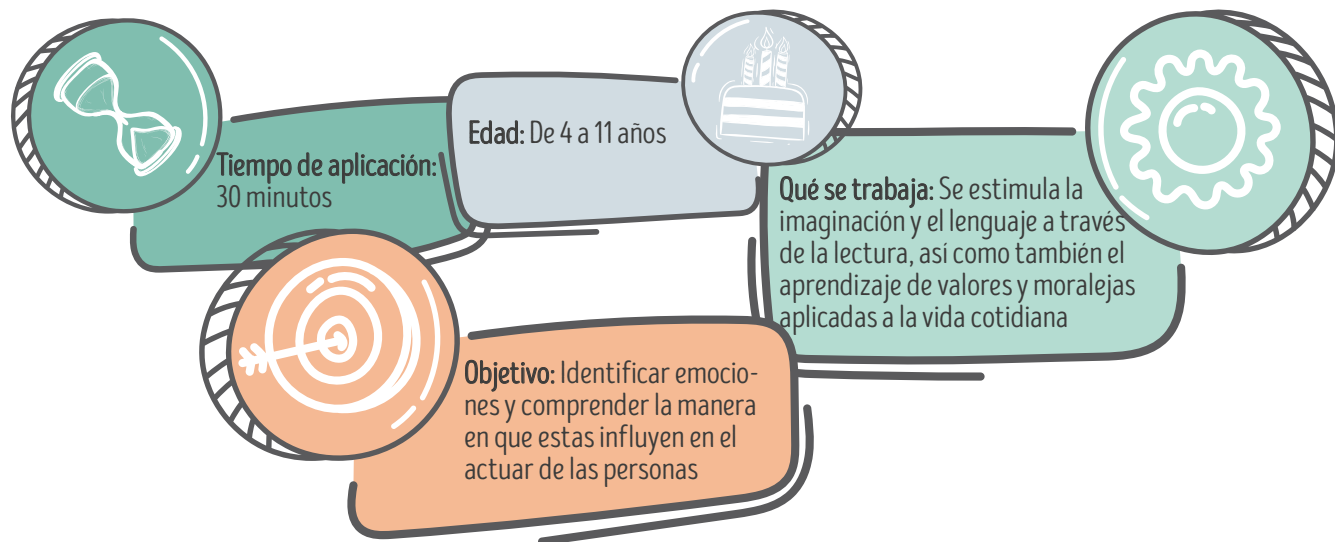 Tiempo de aplicación:
30 minutos
Edad: De 4 a 11 años
Qué se trabaja: Se estimula la
imaginación y el lenguaje a través
de la lectura, así como también el
aprendizaje de valores y moralejas
aplicadas a la vida cotidiana
Objetivo: Identificar emocio-
nes y comprender la manera
en que estas influyen en el
actuar de las personas